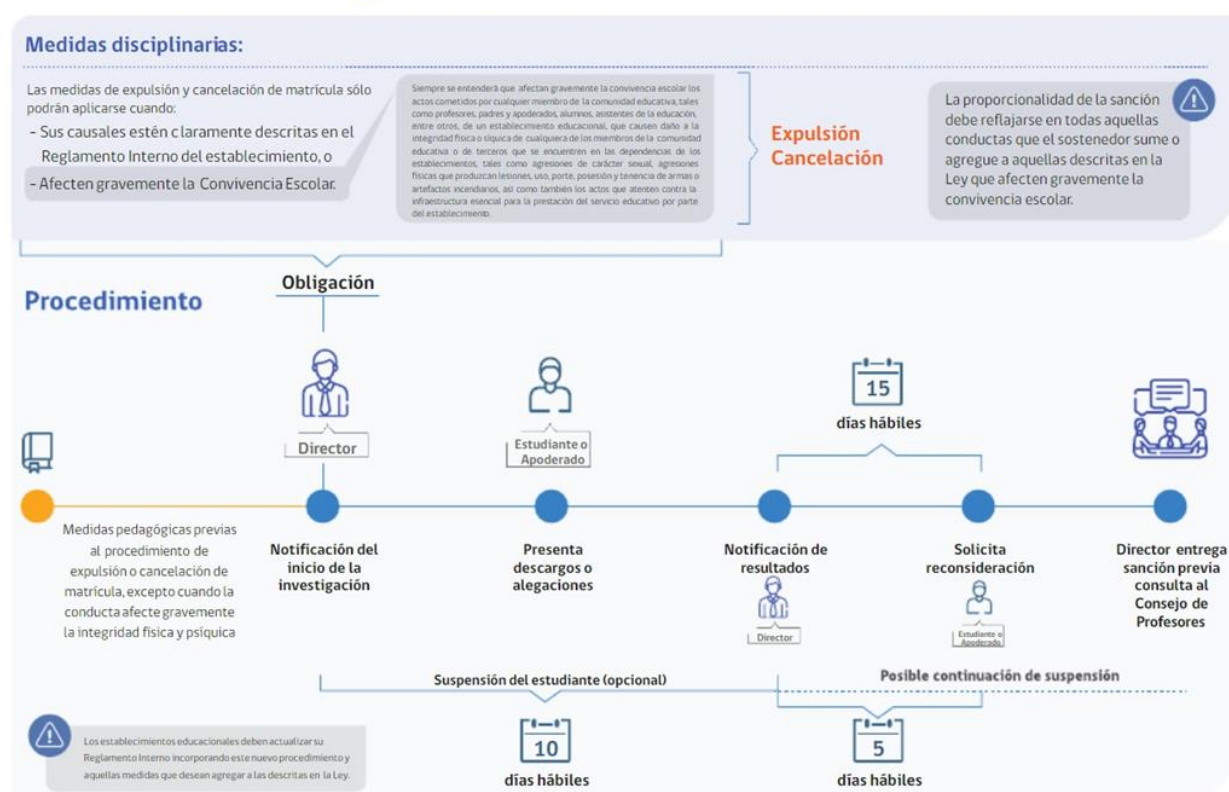 Medidas disciplinarias:
Las medidas de expulsión y cancelación de matrícula sólo
podrán aplicarse cuando:
- Sus causales estén c laramente descritas en el
Reglamento Interno del establecimiento, o
- Afecten gravemente la Convivencia Escolar.
Siempre se entenderá que afectan gravemente la convivencia escolar los
actos cometidos por cualquier miembro de la comunidad educativa, tales
como profesores, padres y apoderados, alumnos, asistentes de la educación,
entre otros, de un establecimiento educacional, que causen daño a la
integridad física o síquica de cualquiera de los miembros de la comunidad
educativa o de terceros que se encuentren en las dependencias de los
establecimientos, tales como agresiones de carácter sexual, agresiones
físicas que produzcan lesiones, uso, porte, posesión y tenencia de armas o
artefactos incendiarios, así como también los actos que atenten contra la
infraestructura esencial para la prestación del servicio educativo por parte
del establecimiento.
Expulsión
Cancelación
La proporcionalidad de la sanción
debe reflajarse en todas aquellas
conductas que el sostenedor sume o
agregue a aquellas descritas en la
Ley que afecten gravemente la
convivencia escolar.
Procedimiento
Obligación
Director
Estudiante o
Apoderado
15
días hábiles
Medidas pedagógicas previas
al procedimiento de
expulsión o cancelación de
matrícula, excepto cuando la
conducta afecte gravemente
la integridad física y psíquica
Notificación del
inicio de la
investigación
Presenta
descargos o
alegaciones
Notificación de
resultados
Director
Solicita
reconsideración
Estudiante o
Apoderado
Director entrega
sanción previa
consulta al
Consejo de
Profesores
Suspensión del estudiante (opcional)
Posible continuación de suspensión
10
días hábiles
5
días hábiles
Los establecimientos educacionales deben actualizar su
Reglamento Interno incorporando este nuevo procedimiento y
aquellas medidas que desean agregar a las descritas en la Ley.